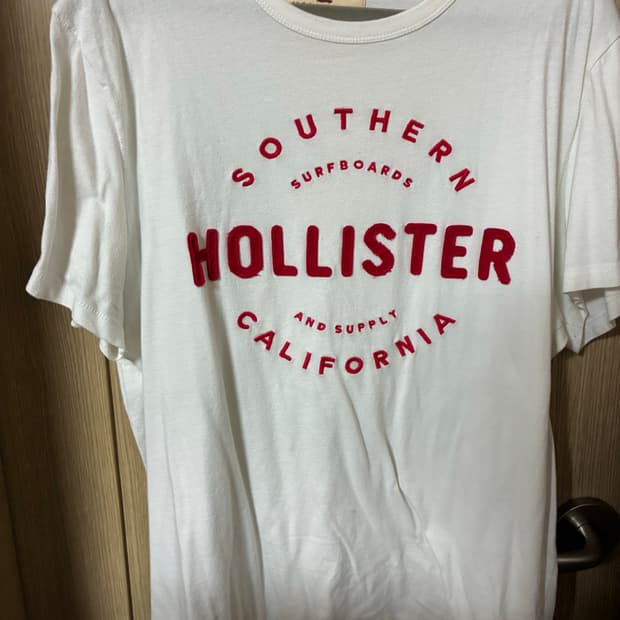 SOUTHERN
SURFBOARDS
HOLLISTER
AND SUPPLY
CALIFORNIA